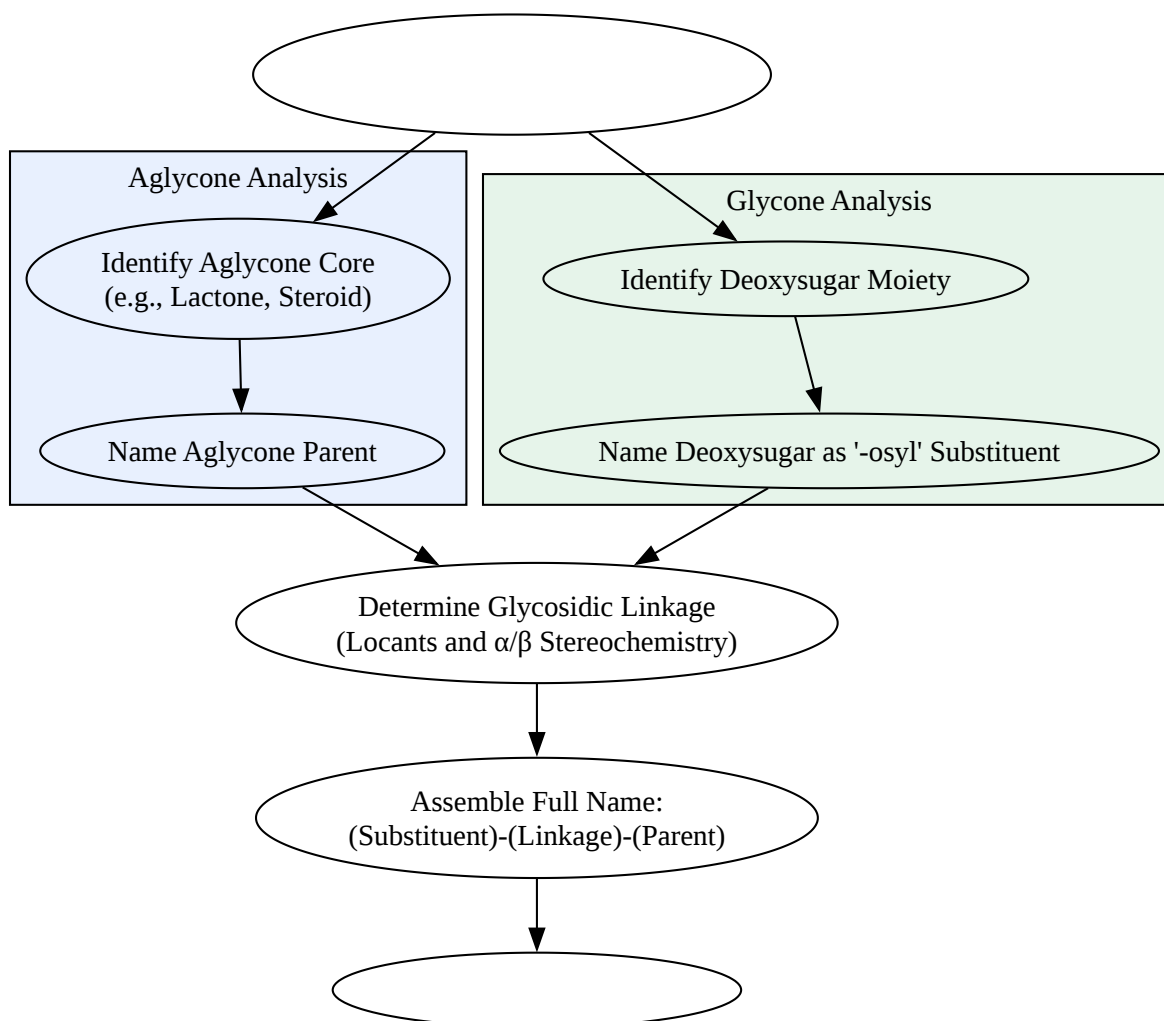 Aglycone Analysis
Identify Aglycone Core
(e.g., Lactone, Steroid)
Name Aglycone Parent
Glycone Analysis
Identify Deoxysugar Moiety
Name Deoxysugar as '-osyl' Substituent
Determine Glycosidic Linkage
(Locants and α/β Stereochemistry)
Assemble Full Name:
(Substituent)-(Linkage)-(Parent)